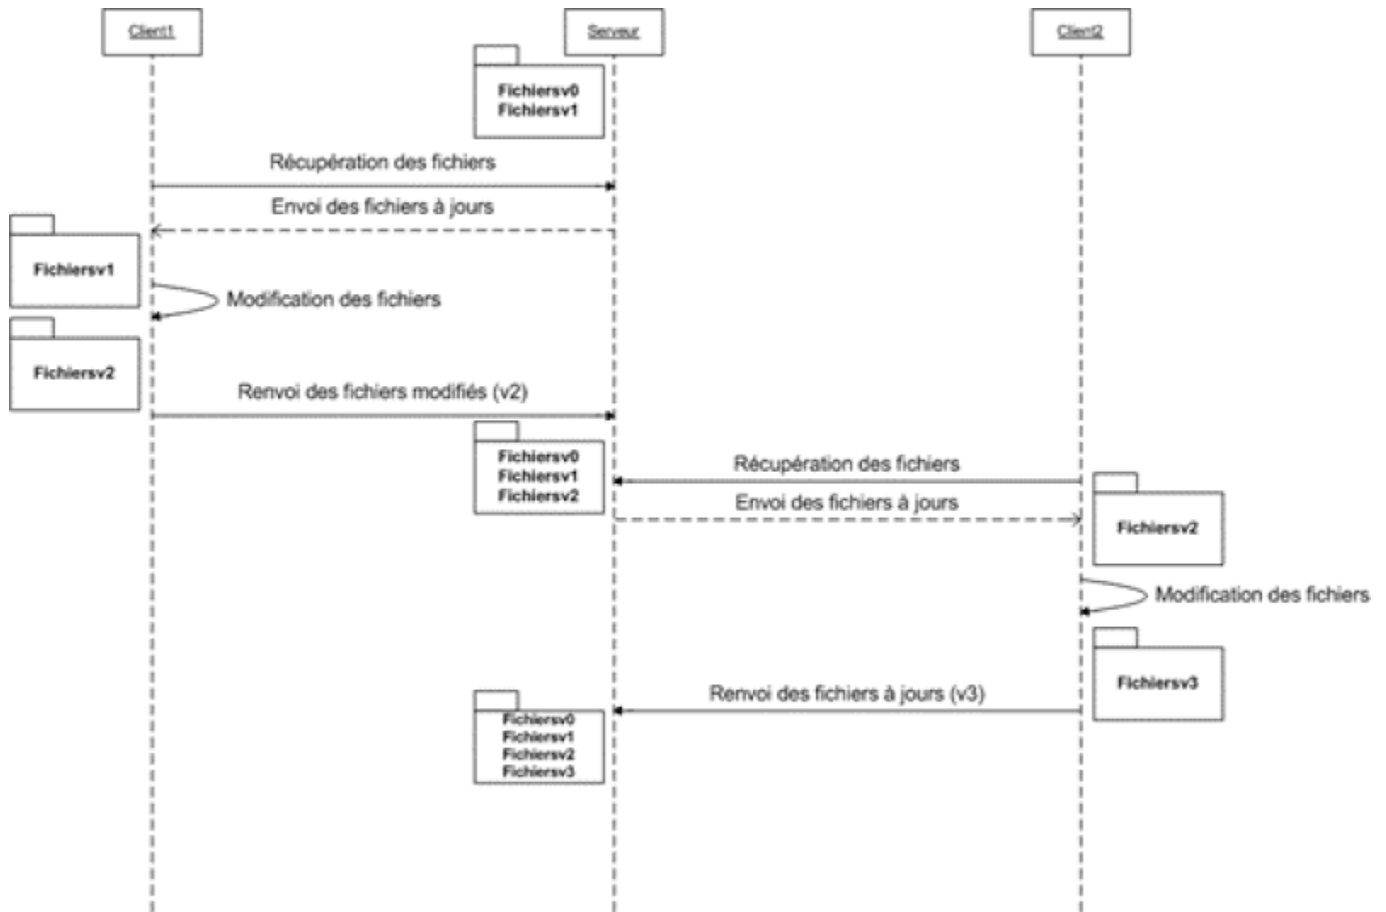 Client1
Serveur
Client2
Fichiersv0
Fichiersv1
Récupération des fichiers
Envoi des fichiers à jours
Fichiersv1
Modification des fichiers
Fichiersv2
Renvoi des fichiers modifiés (v2)
Fichiersv0
Fichiersv1
Fichiersv2
Récupération des fichiers
Envoi des fichiers à jours
Fichiersv2
Modification des fichiers
Fichiersv3
Renvoi des fichiers à jours (v3)
Fichiersv0
Fichiersv1
Fichiersv2
Fichiersv3